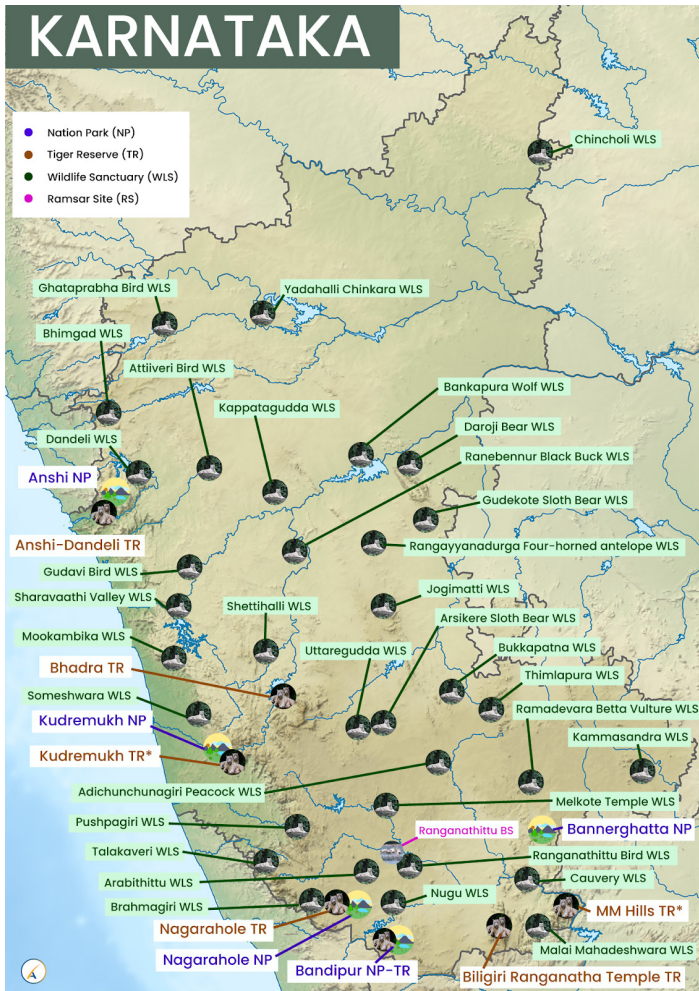 KARNATAKA
Nation Park (NP)
Tiger Reserve (TR)
Wildlife Sanctuary (WLS)
Ramsar Site (RS)
Chincholi WLS
Ghataprabha Bird WLS
Yadahalli Chinkara WLS
Bhimgad WLS
Attiiveri Bird WLS
Bankapura Wolf WLS
Kappatagudda WLS
Daroji Bear WLS
Dandeli WLS
Ranebennur Black Buck WLS
Anshi NP
Gudekote Sloth Bear WLS
Anshi-Dandeli TR
Rangayyanadurga Four-horned antelope WLS
Gudavi Bird WLS
Sharavaathi Valley WLS
Shettihalli WLS
Jogimatti WLS
Arsikere Sloth Bear WLS
Mookambika WLS
Uttaregudda WLS
Bukkapatna WLS
Bhadra TR
Thimlapura WLS
Someshwara WLS
Ramadevara Betta Vulture WLS
Kudremukh NP
Kammasandra WLS
Kudremukh TR*
Adichunchunagiri Peacock WLS
Melkote Temple WLS
Pushpagiri WLS
Ranganathittu BS
Bannerghatta NP
Talakaveri WLS
Ranganathittu Bird WLS
Arabithittu WLS
Cauvery WLS
Brahmagiri WLS
Nugu WLS
MM Hills TR*
Nagarahole TR
Malai Mahadeshwara WLS
Nagarahole NP
Bandipur NP-TR
Biligiri Ranganatha Temple TR